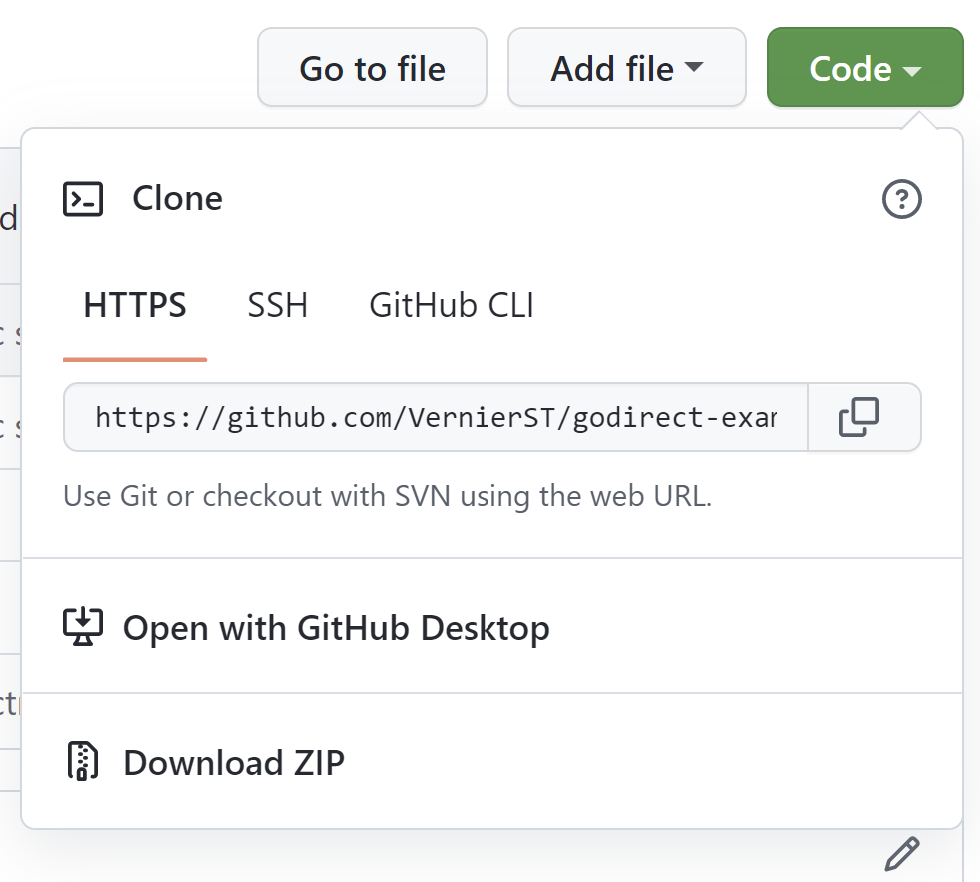 Go to file
Add file
Code
Clone
HTTPS
SSH
GitHub CLI
https://github.com/VernierST/godirect-exam
Use Git or checkout with SVN using the web URL.
Open with GitHub Desktop
Download ZIP